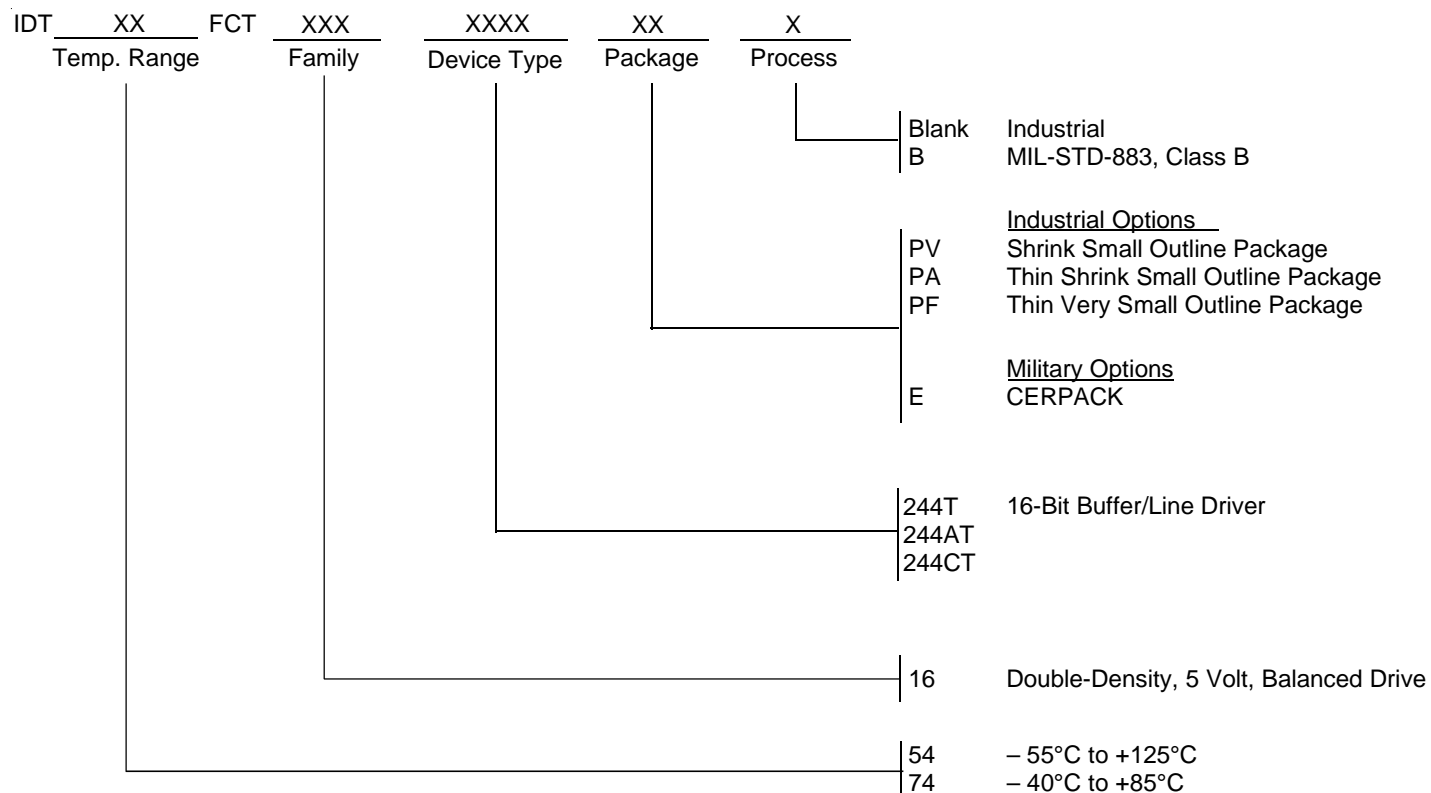 IDT XX FCT XXX XXXX XX X
Temp. Range Family Device Type Package Process
Blank Industrial
B MIL-STD-883, Class B
Industrial Options
PV Shrink Small Outline Package
PA Thin Shrink Small Outline Package
PF Thin Very Small Outline Package
Military Options
E CERPACK
244T 16-Bit Buffer/Line Driver
244AT
244CT
16 Double-Density, 5 Volt, Balanced Drive
54 – 55°C to +125°C
74 – 40°C to +85°C